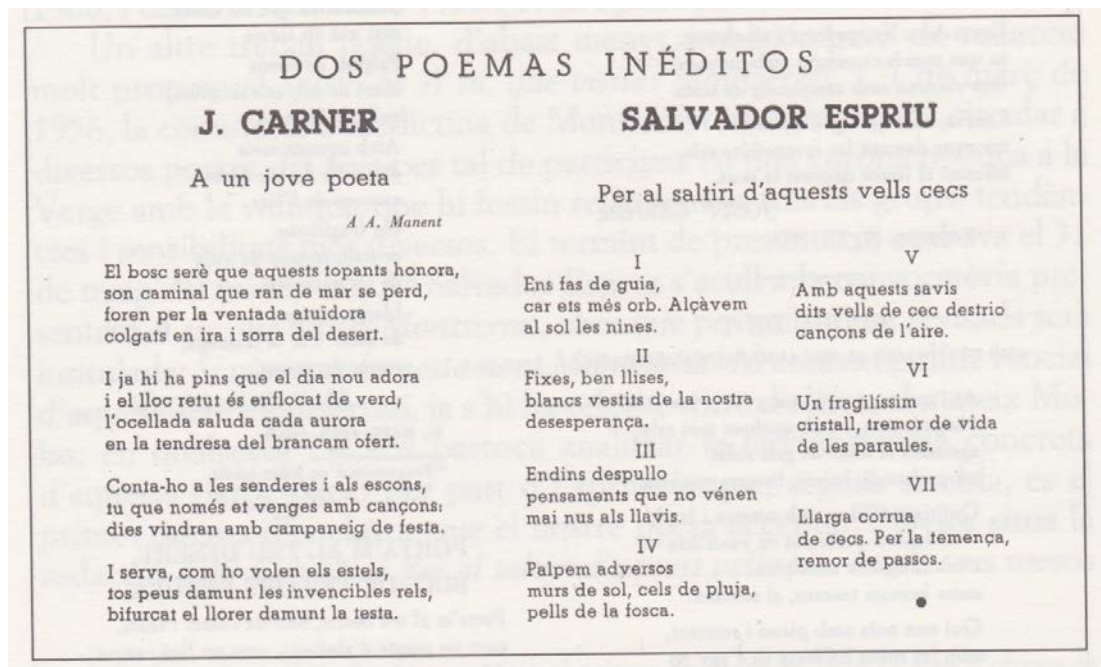 DOS POEMAS INÉDITOS
J. CARNER
A un jove poeta
A A. Manent
El bosc serè que aquests topants honora,
son caminal que ran de mar se perd,
foren per la ventada atuïdora
colgats en ira i sorra del desert.
I ja hi ha pins que el dia nou adora
i el lloc retut és enflocat de verd,
l'ocellada saluda cada aurora
en la tendresa del brancam ofert.
Conta-ho a les senderes i als escons,
tu que només et venges amb cançons:
dies vindran amb campaneig de festa.
I seny, com ho volen els estels,
tos peus damunt les invencibles rels,
bifurcat el llorer damunt la testa.
SALVADOR ESPRIU
Per al saltiri d'aquests vells cecs
I
Ens fas de guia,
car ets més orb. Alçàvem
al sol les nines.
II
Fixes, ben llises,
blancs vestits de la nostra
desesperança.
III
Endins despullo
pensaments que no vénen
mai nus als llavis.
IV
Palpem adversos
murs de sol, cels de pluja,
pells de la fosca.
V
Amb aquests savis
dits vells de cec destrio
cançons de l'aire.
VI
Un fragilíssim
cristall, tremor de vida
de les paraules.
VII
Llarga corrua
de cecs. Per la temença,
remor de passos.